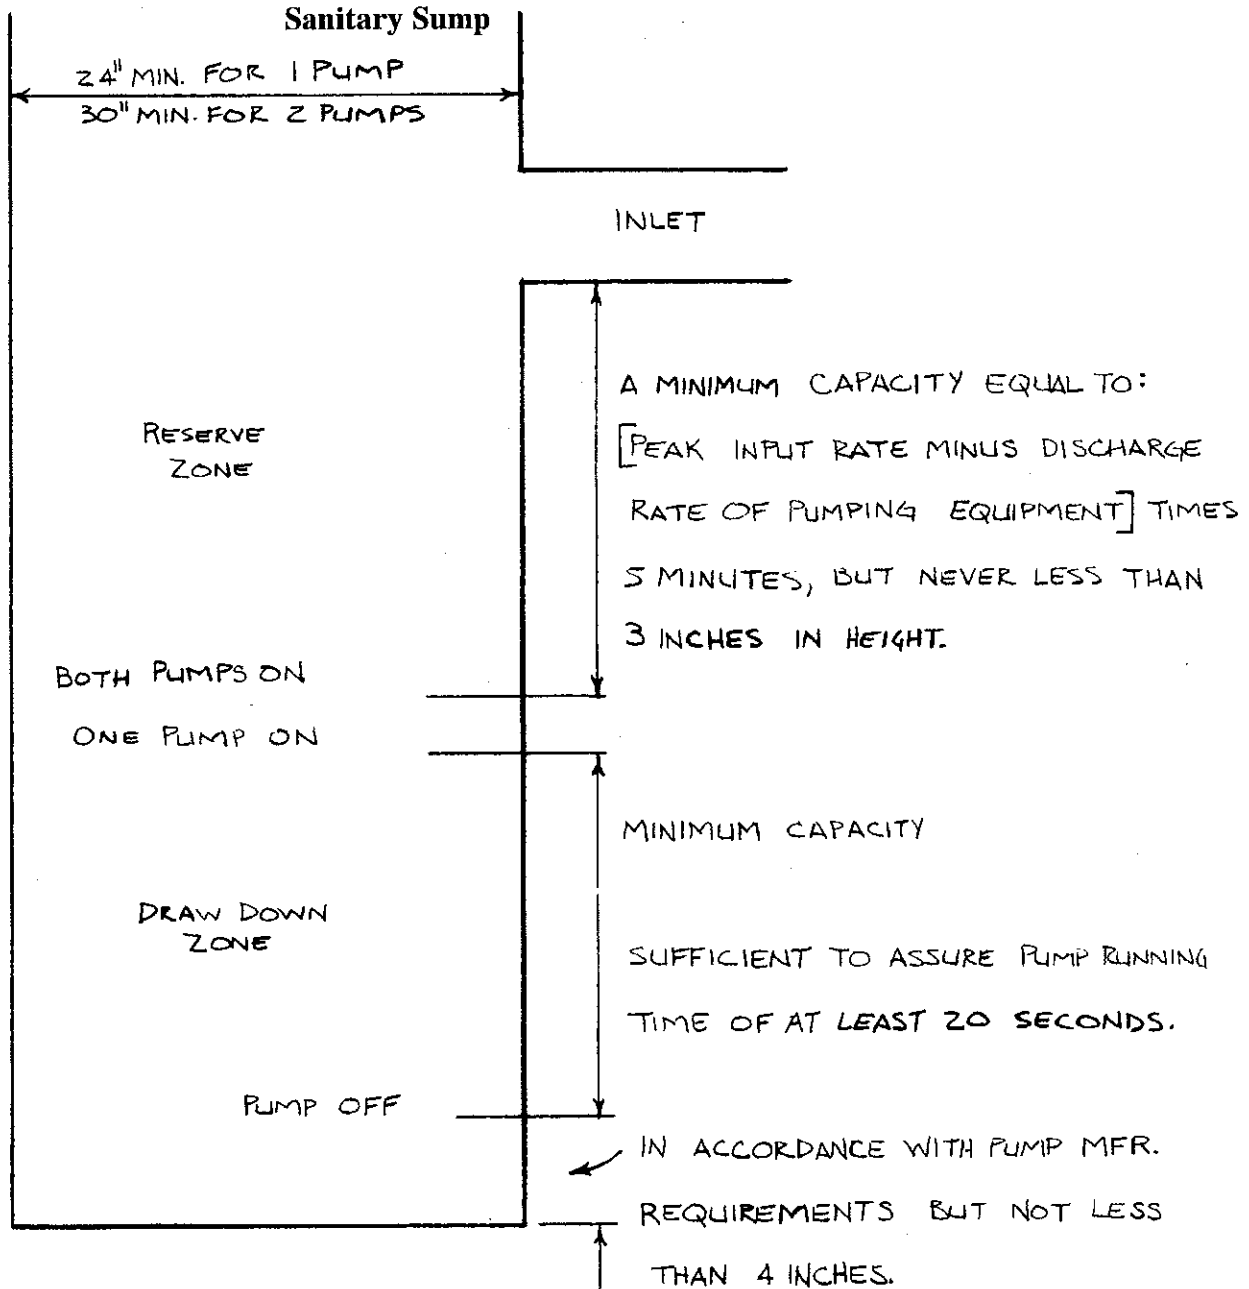 Sanitary Sump
24" MIN. FOR 1 PUMP
30" MIN. FOR 2 PUMPS
INLET
A MINIMUM CAPACITY EQUAL TO:
[PEAK INPUT RATE MINUS DISCHARGE
RATE OF PUMPING EQUIPMENT] TIMES
5 MINUTES, BUT NEVER LESS THAN
3 INCHES IN HEIGHT.
RESERVE
ZONE
BOTH PUMPS ON
ONE PUMP ON
MINIMUM CAPACITY
DRAW DOWN
ZONE
SUFFICIENT TO ASSURE PUMP RUNNING
TIME OF AT LEAST 20 SECONDS.
PUMP OFF
IN ACCORDANCE WITH PUMP MFR.
REQUIREMENTS BUT NOT LESS
THAN 4 INCHES.